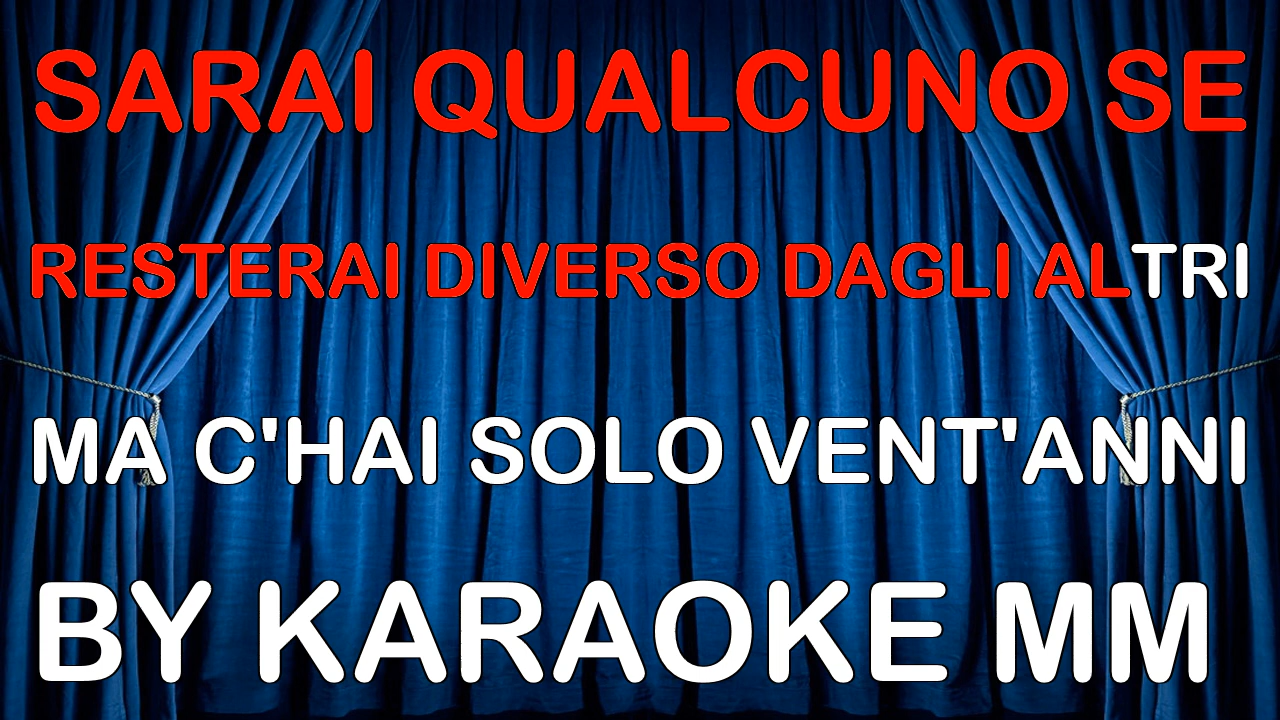 SARAI QUALCUNO SE
RESTERAI DIVERSO DAGLI ALTRI
MA C'HAI SOLO VENT'ANNI
BY KARAOKE MM